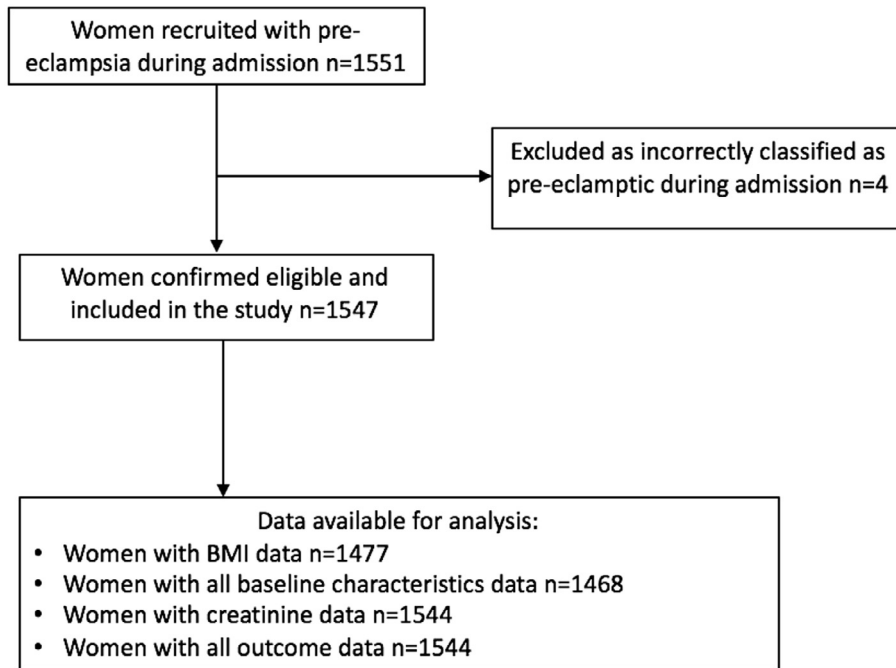 Women recruited with pre-
eclampsia during admission n=1551
Excluded as incorrectly classified as
pre-eclamptic during admission n=4
Women confirmed eligible and
included in the study n=1547
Data available for analysis:
• Women with BMI data n=1477
• Women with all baseline characteristics data n=1468
• Women with creatinine data n=1544
• Women with all outcome data n=1544